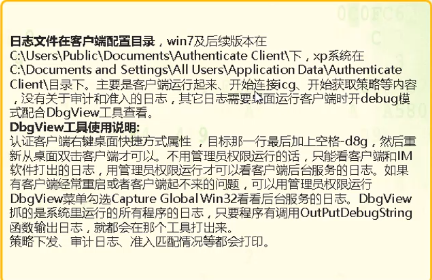 日志文件在客户端配置目录，win7及后续版本在
C:\Users\Public\Documents\Authenticate Client\下，xp系统在
C:\Documents and Settings\All Users\Application Data\Authenticate
Client\目录下。主要是客户端运行起来、开始连接icg、开始获取策略等内容
，没有关于审计和准入的日志，其它日志需要桌面运行客户端时开debug模
式配合DbgView工具查看。
DbgView工具使用说明:
认证客户端右键桌面快捷方式属性 ，目标那一行最后加上空格-d8g，然后重
新从桌面双击客户端才可以。不用管理员权限运行的话，只能看客户端和IM
软件打出的日志，用管理员权限运行才可以看客户端后台服务的日志。如果
有客户端经常重启或者客户端起不来的问题，可以用管理员权限运行
DbgView菜单勾选Capture Global Win32看看后台服务的日志。DbgView
抓的是系统里运行的所有程序的日志，只要程序有调用OutPutDebugString
函数输出日志，就都会在那个工具打出来。
策略下发、审计日志、准入匹配情况等都会打印。